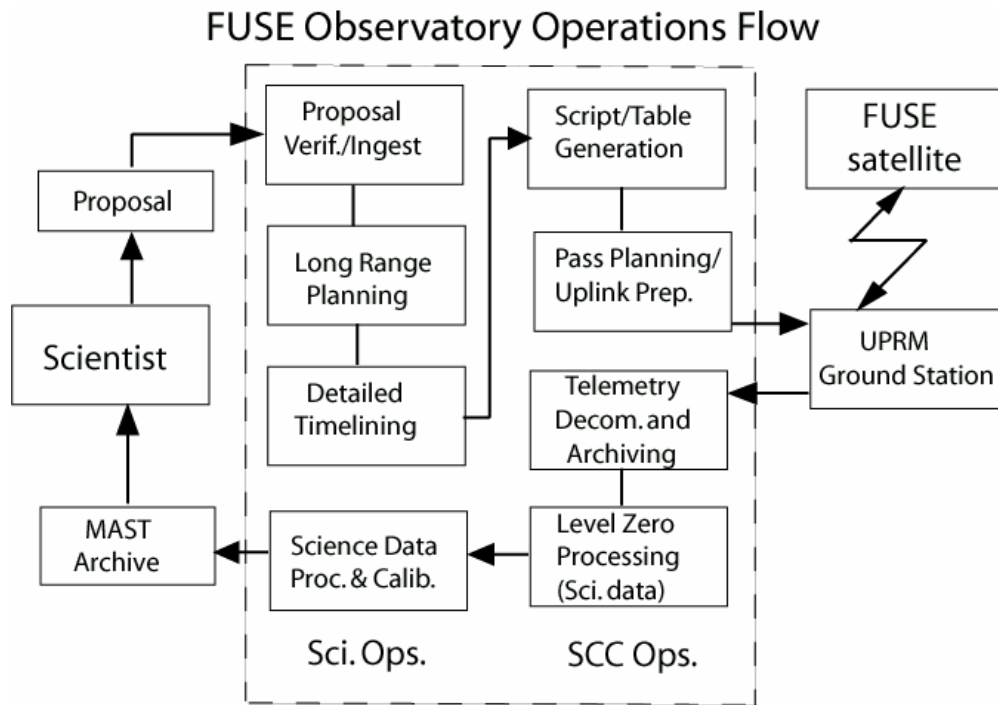 FUSE Observatory Operations Flow
Proposal
Verif./Ingest
Script/Table
Generation
FUSE
satellite
Proposal
Long Range
Planning
Pass Planning/
Uplink Prep.
Scientist
UPRM
Ground Station
Detailed
Timelining
Telemetry
Decom. and
Archiving
MAST
Archive
Science Data
Proc. & Calib.
Level Zero
Processing
(Sci. data)
Sci. Ops.
SCC Ops.